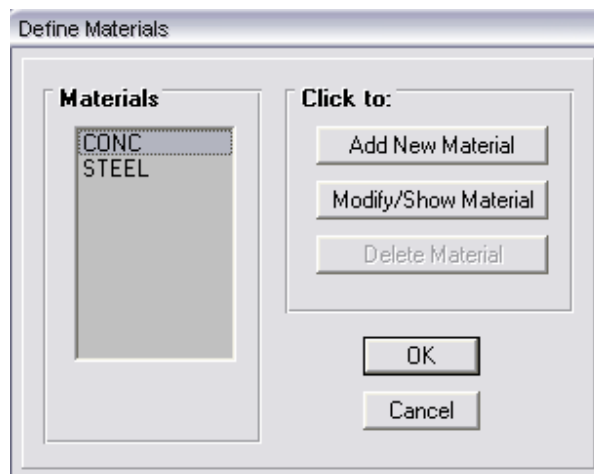 Define Materials
Materials
CONC
STEEL
Click to:
Add New Material
Modify/Show Material
Delete Material
OK
Cancel